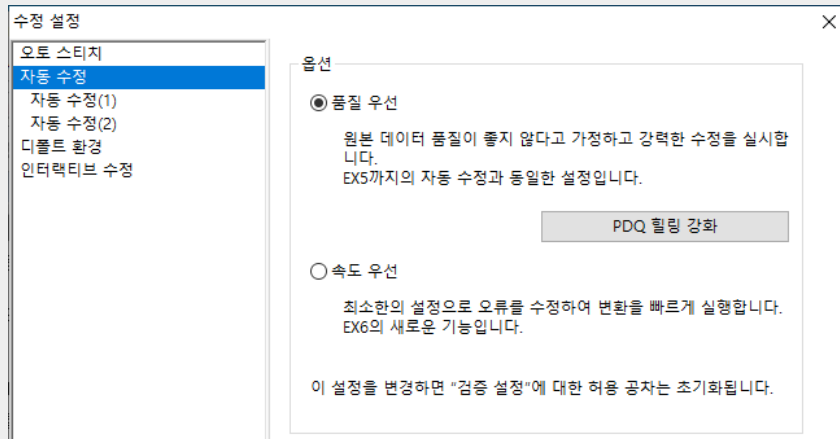 수정 설정
오토 스티치
자동 수정
자동 수정(1)
자동 수정(2)
디폴트 환경
인터랙티브 수정
옵션
품질 우선
원본 데이터 품질이 좋지 않다고 가정하고 강력한 수정을 실시합
니다.
EX5까지의 자동 수정과 동일한 설정입니다.
PDQ 힐링 강화
속도 우선
최소한의 설정으로 오류를 수정하여 변환을 빠르게 실행합니다.
EX6의 새로운 기능입니다.
이 설정을 변경하면 “검증 설정”에 대한 허용 공차는 초기화됩니다.